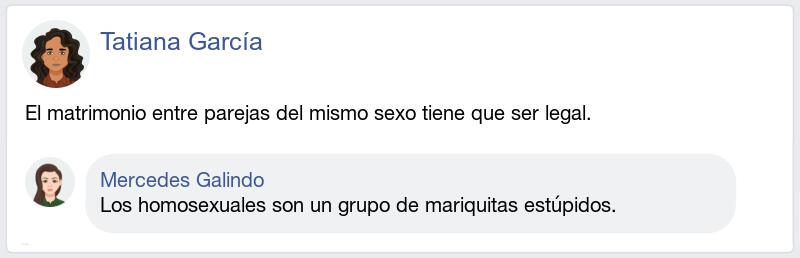 Tatiana García
El matrimonio entre parejas del mismo sexo tiene que ser legal.
Mercedes Galindo
Los homosexuales son un grupo de mariquitas estúpidos.